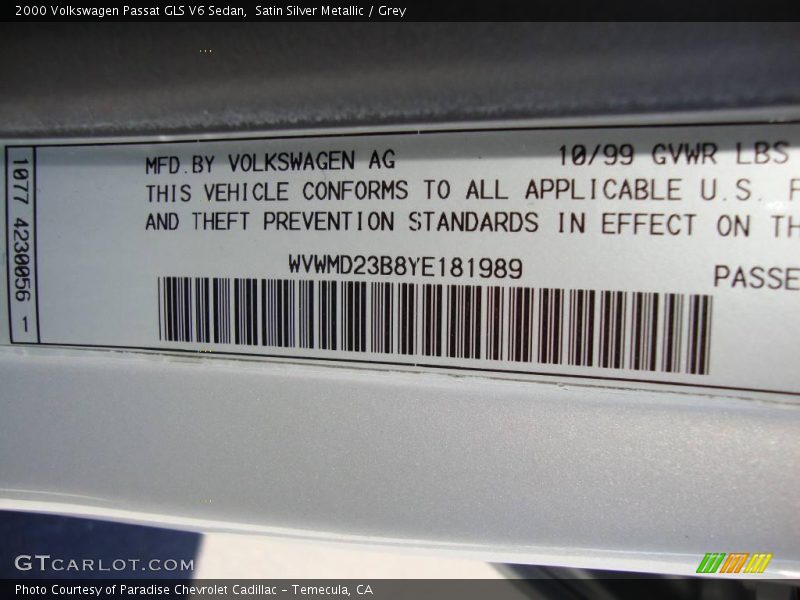 2000 Volkswagen Passat GLS V6 Sedan, Satin Silver Metallic / Grey
MFD.BY VOLKSWAGEN AG 10/99 GVWR LBS
THIS VEHICLE CONFORMS TO ALL APPLICABLE U.S. F
AND THEFT PREVENTION STANDARDS IN EFFECT ON TH
WVWMD23B8YE181989
PASSE
1077 4230056 1
GTCARLOT.COM
Photo Courtesy of Paradise Chevrolet Cadillac - Temecula, CA